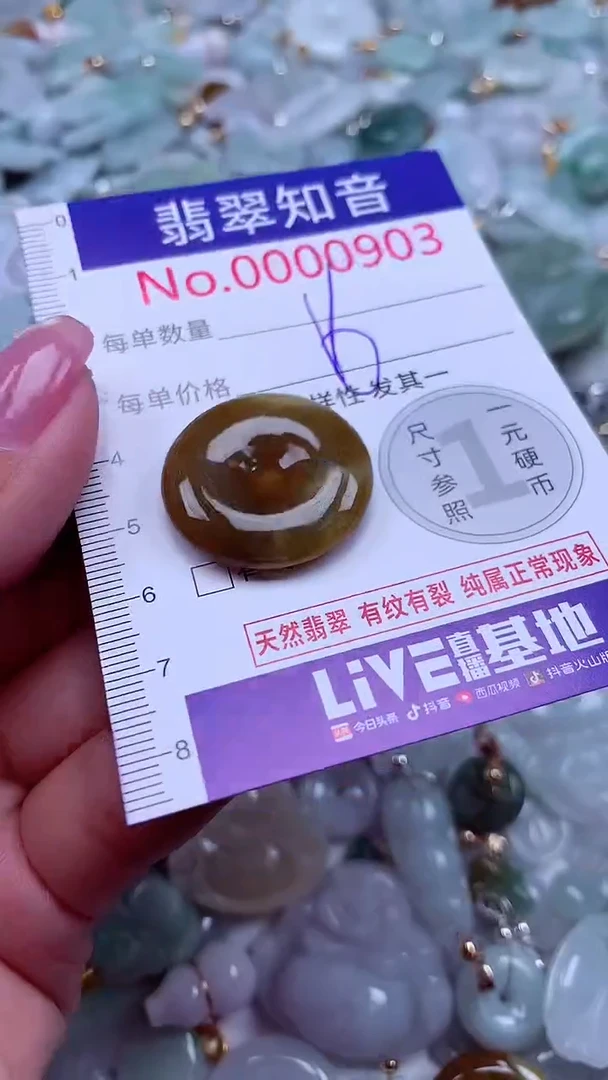 翡翠知音
No.0000903
每单数量
每单价格
样性 发其一
尺寸参照
1
一元硬币
天然翡翠 有纹有裂 纯属正常现象
LiVE直播基地
今日头条 抖音 西瓜视频 抖音火山版
0
1
4
5
6
7
8